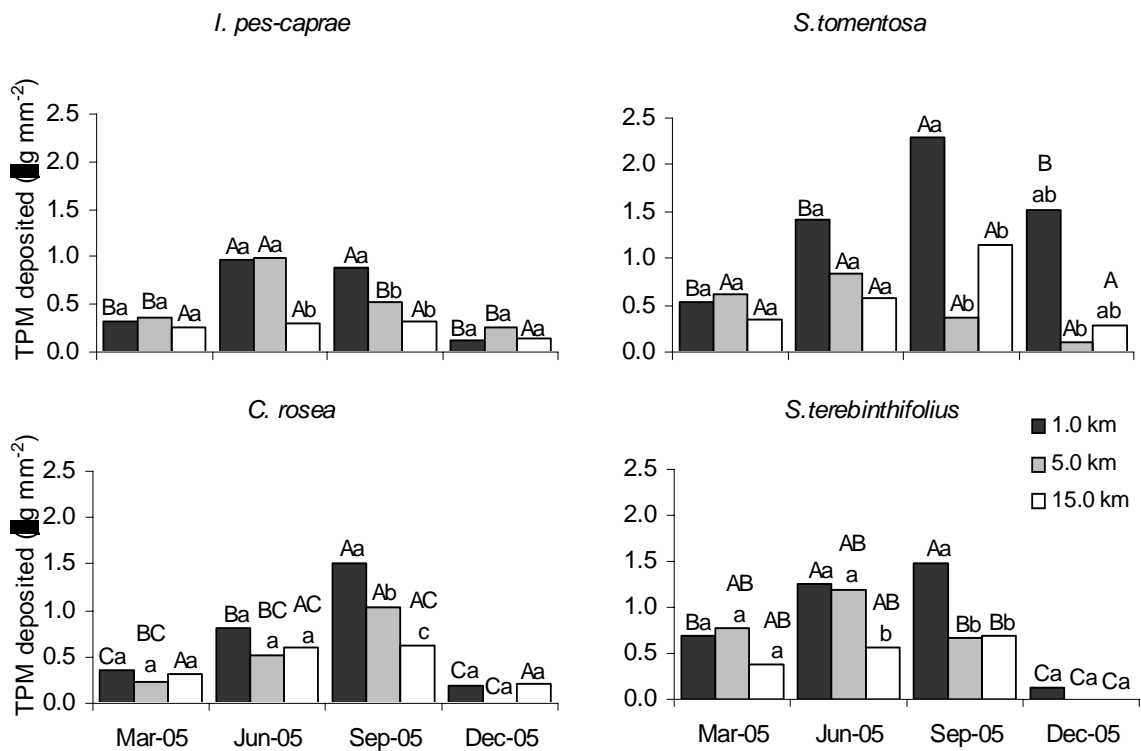 I. pes-caprae
S.tomentosa
TPM deposited ( g mm-2)
2.5
2.0
1.5
1.0
0.5
0.0
Ba Ba Aa
Aa Aa Ab
Aa Bb Ab
Ba Ba Aa
2.5
2.0
1.5
1.0
0.5
0.0
Ba Aa Aa
Ba Aa Aa
Aa Ab Ab
B
ab Ab A
ab
C. rosea
S.terebinthifolius
TPM deposited ( g mm-2)
2.5
2.0
1.5
1.0
0.5
0.0
Ca BC
a Aa
Ba BC
a AC
a
Aa Ab AC
c
Ca Ca Aa
Mar-05 Jun-05 Sep-05 Dec-05
1.0 km
5.0 km
15.0 km
2.5
2.0
1.5
1.0
0.5
0.0
Ba AB
a AB
a
Aa AB
a AB
b
Aa Bb Bb
Ca Ca Ca
Mar-05 Jun-05 Sep-05 Dec-05